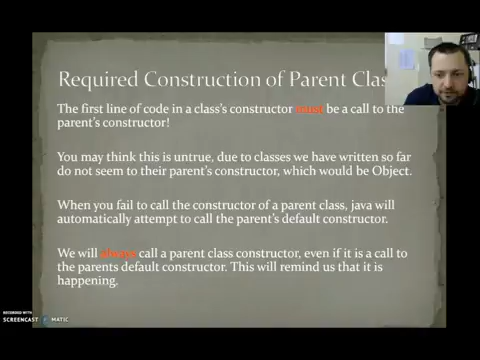 Required Construction of Parent Clas
The first line of code in a class's constructor must be a call to the
parent's constructor!
You may think this is untrue, due to classes we have written so far
do not seem to their parent's constructor, which would be Object.
When you fail to call the constructor of a parent class, java will
automatically attempt to call the parent's default constructor.
We will always call a parent class constructor, even if it is a call to
the parents default constructor. This will remind us that it is
happening.
RECORDED WITH
SCREENCAST MATIC